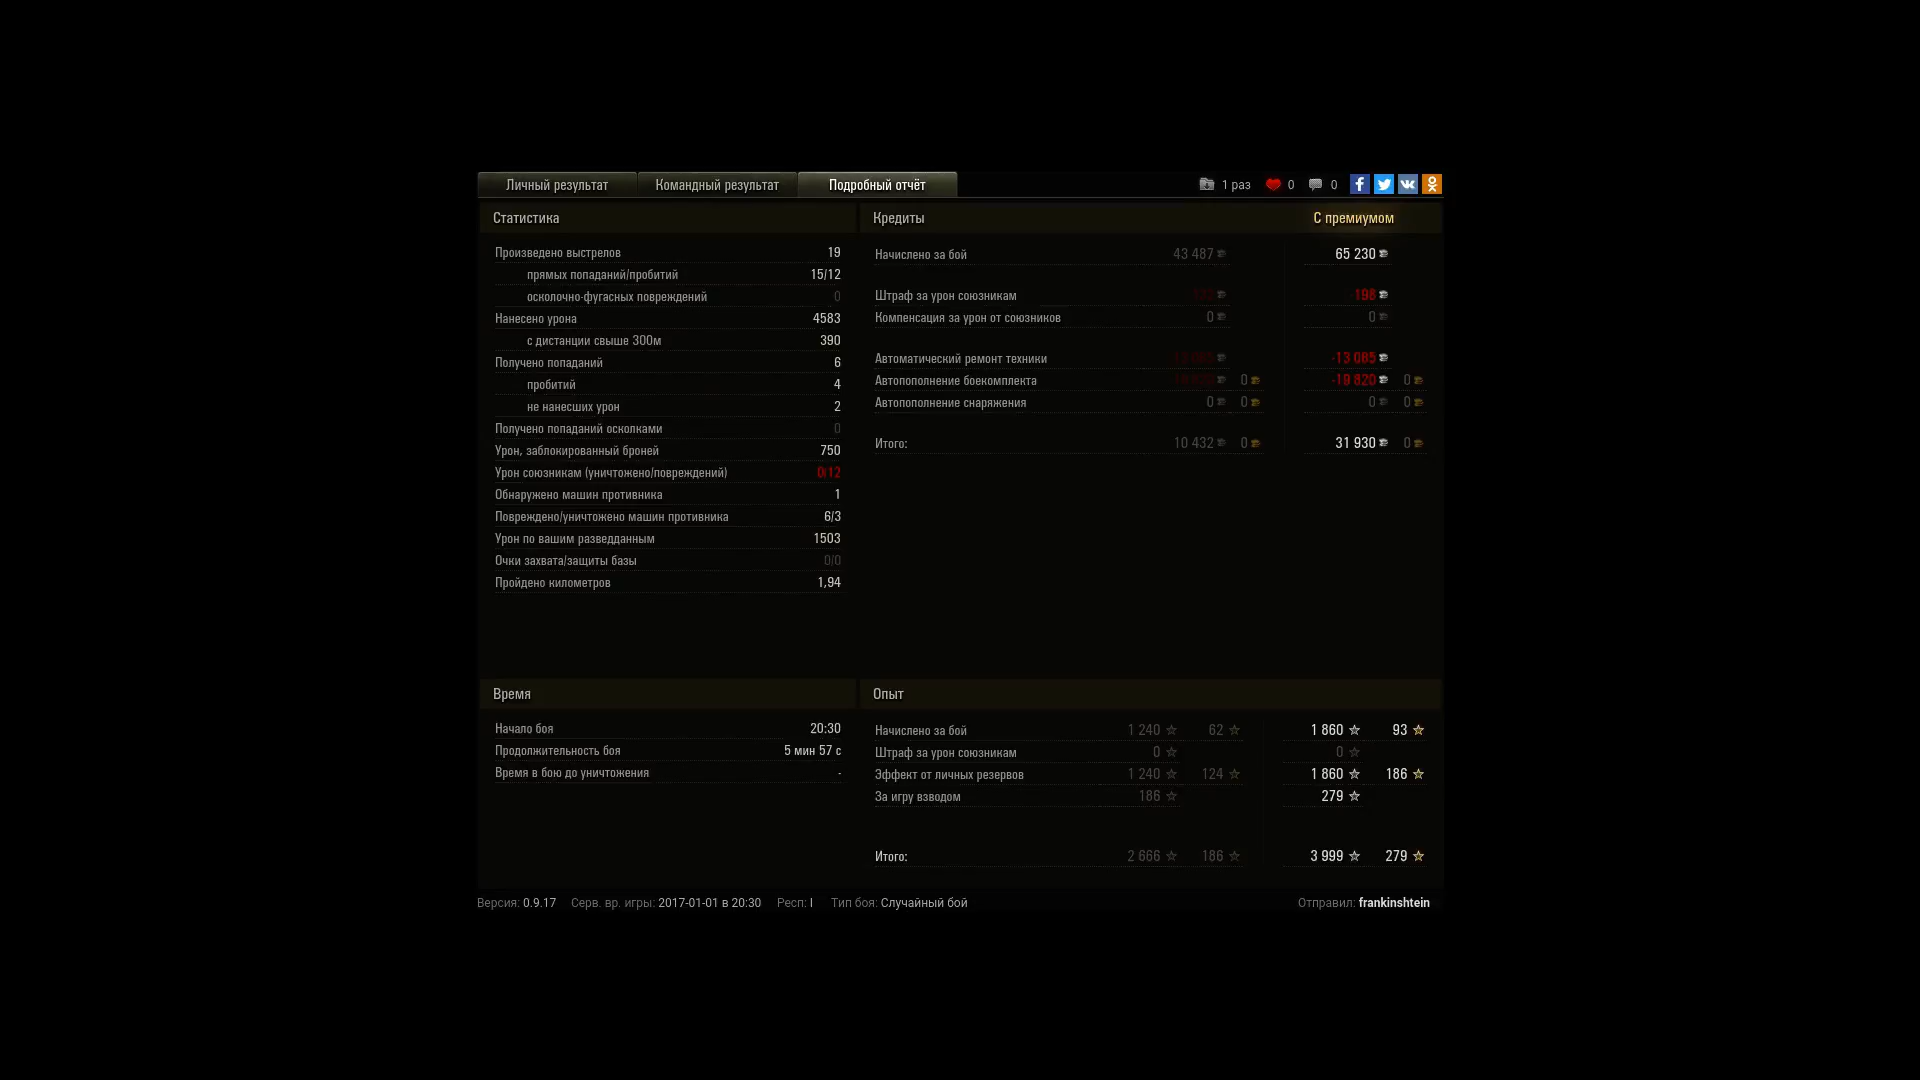 Личный результат Командный результат Подробный отчёт 1 раз 0 0
Статистика
Произведено выстрелов 19
прямых попаданий/пробитий 15/12
осколочно-фугасных повреждений 0
Нанесено урона 4583
с дистанции свыше 300м 390
Получено попаданий 6
пробитий 4
не нанесших урон 2
Получено попаданий осколками 0
Урон, заблокированный броней 750
Урон союзникам (уничтожено/повреждений) 0/12
Обнаружено машин противника 1
Повреждено/уничтожено машин противника 6/3
Урон по вашим разведданным 1503
Очки захвата/защиты базы 0/0
Пройдено километров 1,94
Кредиты С премиумом
Начислено за бой 43 487 65 230
Штраф за урон союзникам -198
Компенсация за урон от союзников 0 0
Автоматический ремонт техники -13 085
Автопополнение боекомплекта 0 0
Автопополнение снаряжения 0 0 0 0
Итого: 10 432 0 31 930 0
Время
Начало боя 20:30
Продолжительность боя 5 мин 57 с
Время в бою до уничтожения -
Опыт
Начислено за бой 1 240 62 1 860 93
Штраф за урон союзникам 0 0
Эффект от личных резервов 1 240 124 1 860 186
За игру взводом 186 279
Итого: 2 666 186 3 999 279
Версия: 0.9.17 Серв. вр. игры: 2017-01-01 в 20:30 Респ: I Тип боя: Случайный бой Отправил: frankinshtein